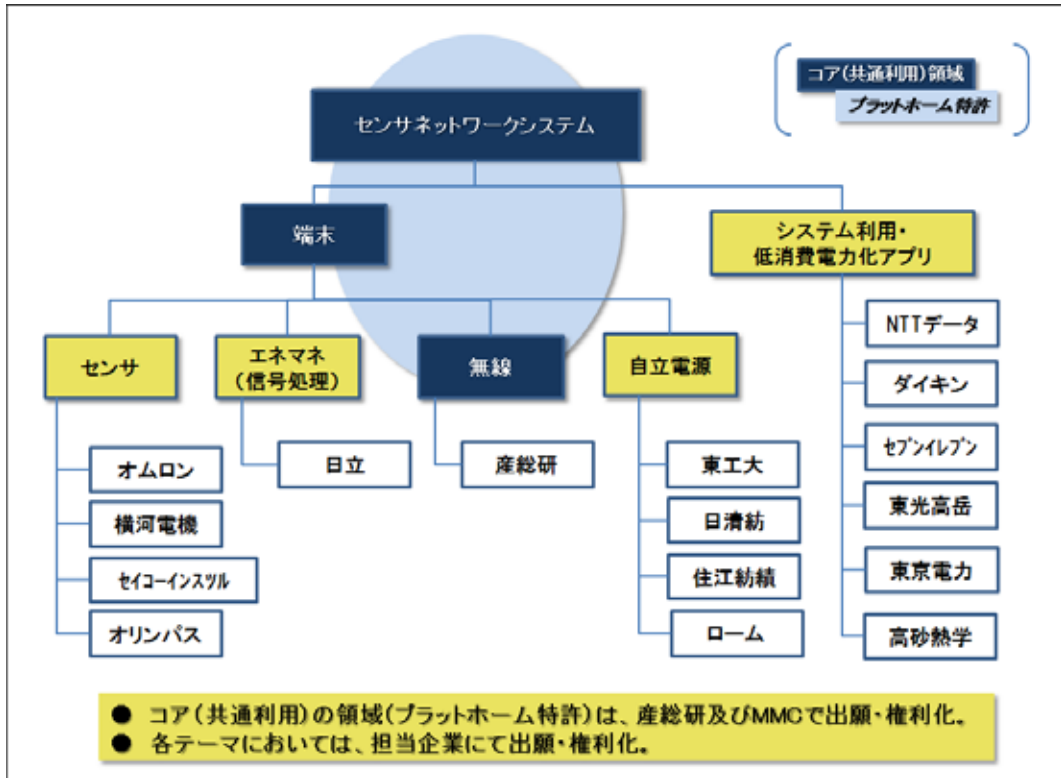 コア(共通利用)領域
プラットホーム特許
センサネットワークシステム
端末
システム利用・
低消費電力化アプリ
センサ
エネマネ
(信号処理)
無線
自立電源
オムロン
横河電機
セイコーインスツル
オリンパス
日立
産総研
東工大
日清紡
住江紡績
ローム
NTTデータ
ダイキン
セブンイレブン
東光高岳
東京電力
高砂熱学
● コア(共通利用)の領域(プラットホーム特許)は、産総研及びMMCで出願・権利化。
● 各テーマにおいては、担当企業にて出願・権利化。